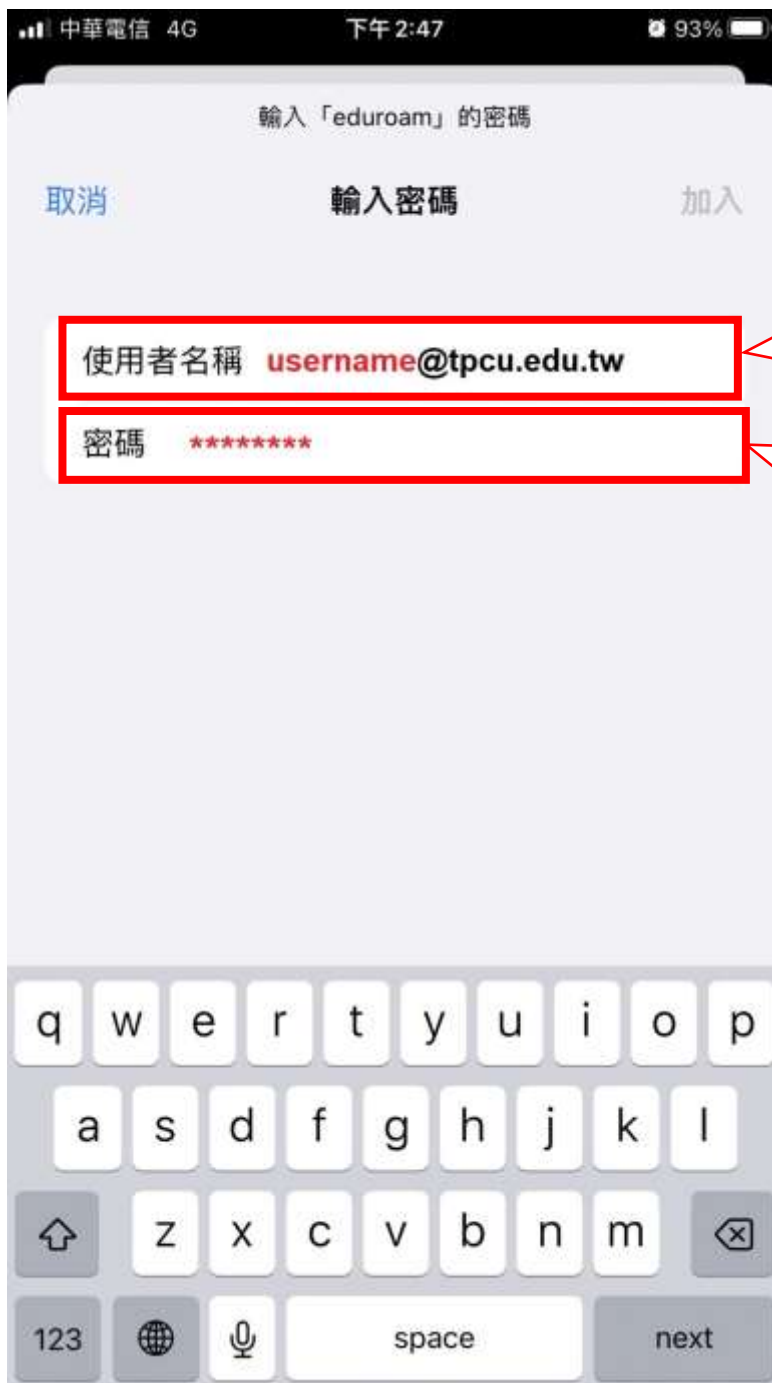 中華電信 4G 下午 2:47 93%
輸入「eduroam」的密碼
取消 輸入密碼 加入
使用者名稱 username@tpcu.edu.tw
密碼 ********
q w e r t y u i o p
a s d f g h j k l
z x c v b n m
123 space next